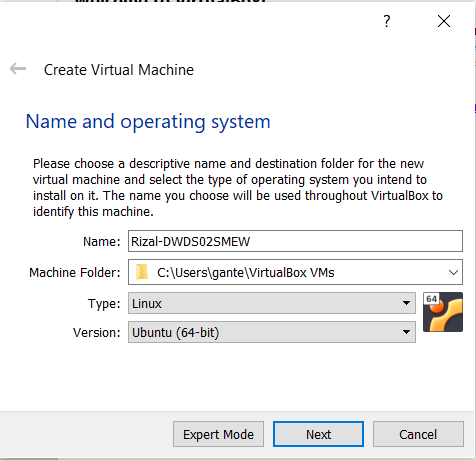 ?
Create Virtual Machine
Name and operating system
Please choose a descriptive name and destination folder for the new
virtual machine and select the type of operating system you intend to
install on it. The name you choose will be used throughout VirtualBox to
identify this machine.
Name: Rizal-DWDS02SMEW
Machine Folder: C:\Users\gante\VirtualBox VMs
Type: Linux
64
Version: Ubuntu (64-bit)
Expert Mode Next Cancel